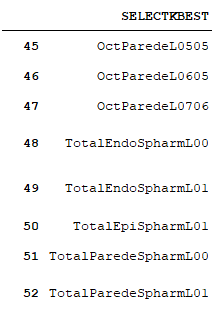 SELECTKBEST
45 OctParedeL0505
46 OctParedeL0605
47 OctParedeL0706
48 TotalEndoSpharmL00
49 TotalEndoSpharmL01
50 TotalEpiSpharmL01
51 TotalParedeSpharmL00
52 TotalParedeSpharmL01